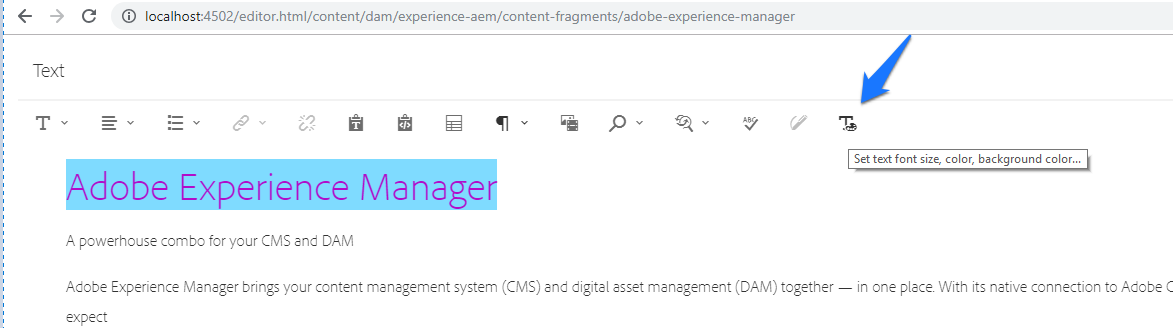 localhost:4502/editor.html/content/dam/experience-aem/content-fragments/adobe-experience-manager
Text
T
T
ABC
T
Set text font size, color, background color...
Adobe Experience Manager
A powerhouse combo for your CMS and DAM
Adobe Experience Manager brings your content management system (CMS) and digital asset management (DAM) together — in one place. With its native connection to Adobe C
expect